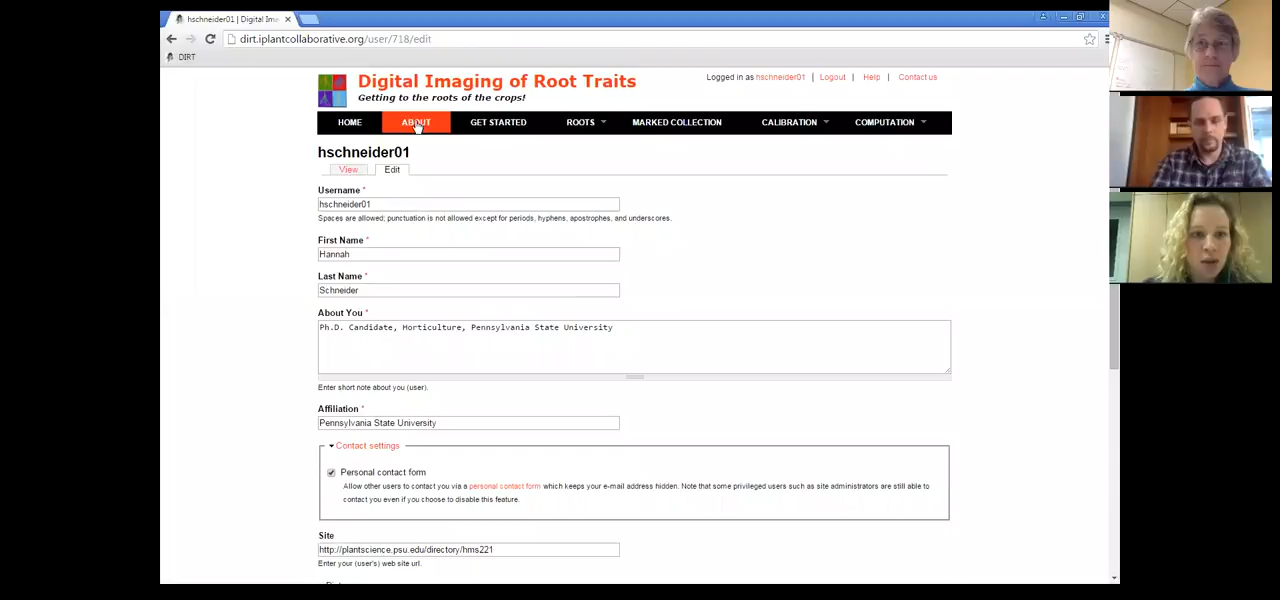 hschneider01 | Digital Ima
dirt.iplantcollaborative.org/user/718/edit
DIRT
Digital Imaging of Root Traits
Getting to the roots of the crops!
Logged in as hschneider01 | Logout | Help | Contact us
HOME ABOUT GET STARTED ROOTS MARKED COLLECTION CALIBRATION COMPUTATION
hschneider01
View Edit
Username *
hschneider01
Spaces are allowed; punctuation is not allowed except for periods, hyphens, apostrophes, and underscores.
First Name *
Hannah
Last Name *
Schneider
About You *
Ph.D. Candidate, Horticulture, Pennsylvania State University
Enter short note about you (user).
Affiliation *
Pennsylvania State University
Contact settings
Personal contact form
Allow other users to contact you via a personal contact form which keeps your e-mail address hidden. Note that some privileged users such as site administrators are still able to
contact you even if you choose to disable this feature.
Site
http://plantscience.psu.edu/directory/hms221
Enter your (user's) web site url.